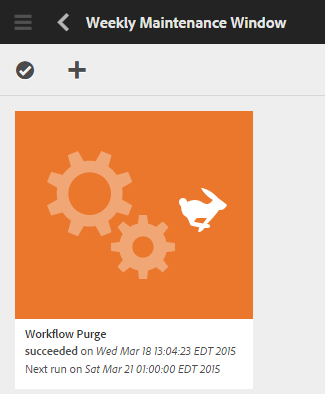 Weekly Maintenance Window
Workflow Purge
succeeded on Wed Mar 18 13:04:23 EDT 2015
Next run on Sat Mar 21 01:00:00 EDT 2015